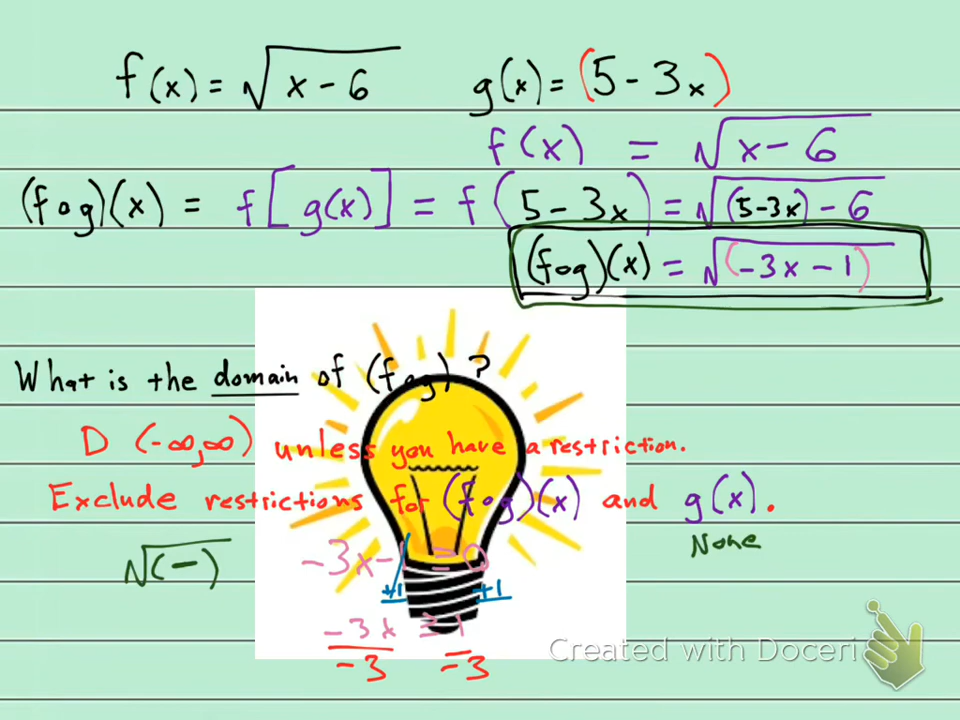 f(x) = √x - 6 g(x) = (5 - 3x)
f(x) = √x - 6
(f∘g)(x) = f[g(x)] = f(5 - 3x) = √(5-3x) - 6
(f∘g)(x) = √(-3x - 1)
What is the domain of (f∘g)?
D (-∞,∞) unless you have a restriction.
Exclude restrictions for (f∘g)(x) and g(x).
None
√(-) -3x-1 ≥ 0
+1 +1
-3x ≥ 1
-3 -3
Created with Doceri